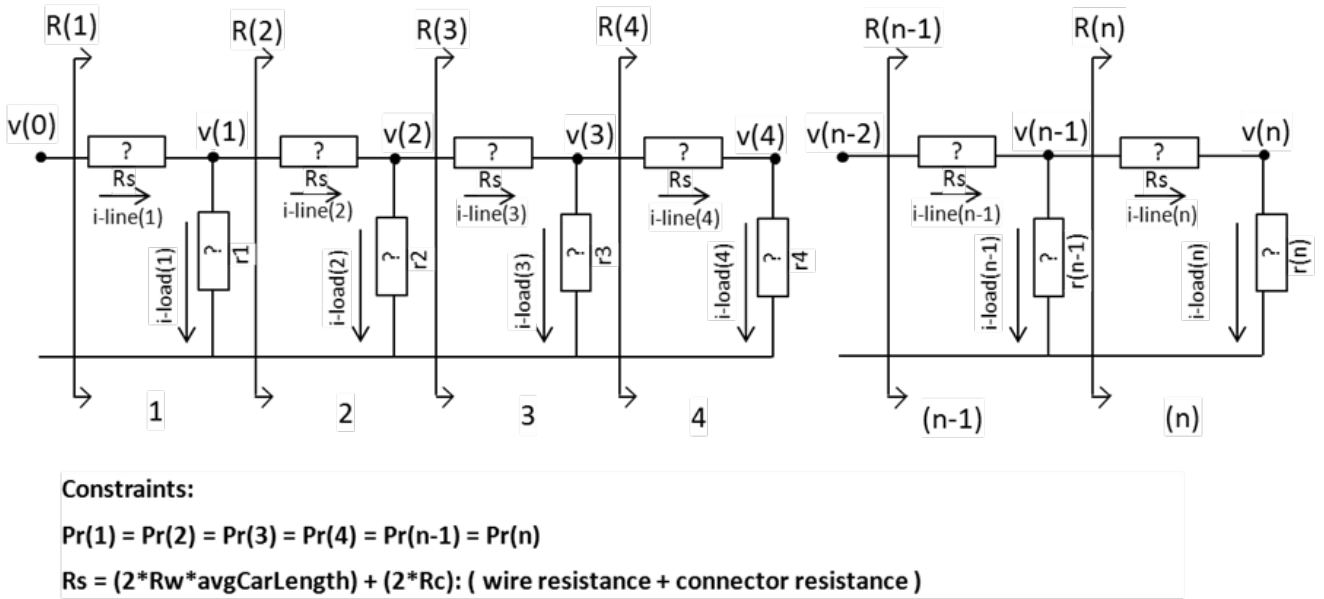 R(1) R(2) R(3) R(4) R(n-1) R(n)
v(0) v(1) v(2) v(3) v(4) v(n-2) v(n-1) v(n)
? ? ? ? ? ?
Rs Rs Rs Rs Rs Rs
i-line(1) i-line(2) i-line(3) i-line(4) i-line(n-1) i-line(n)
i-load(1) ? r1 i-load(2) ? r2 i-load(3) ? r3 i-load(4) ? r4 i-load(n-1) ? r(n-1) i-load(n) ? r(n)
1 2 3 4 (n-1) (n)
Constraints:
Pr(1) = Pr(2) = Pr(3) = Pr(4) = Pr(n-1) = Pr(n)
Rs = (2*Rw*avgCarLength) + (2*Rc): ( wire resistance + connector resistance )